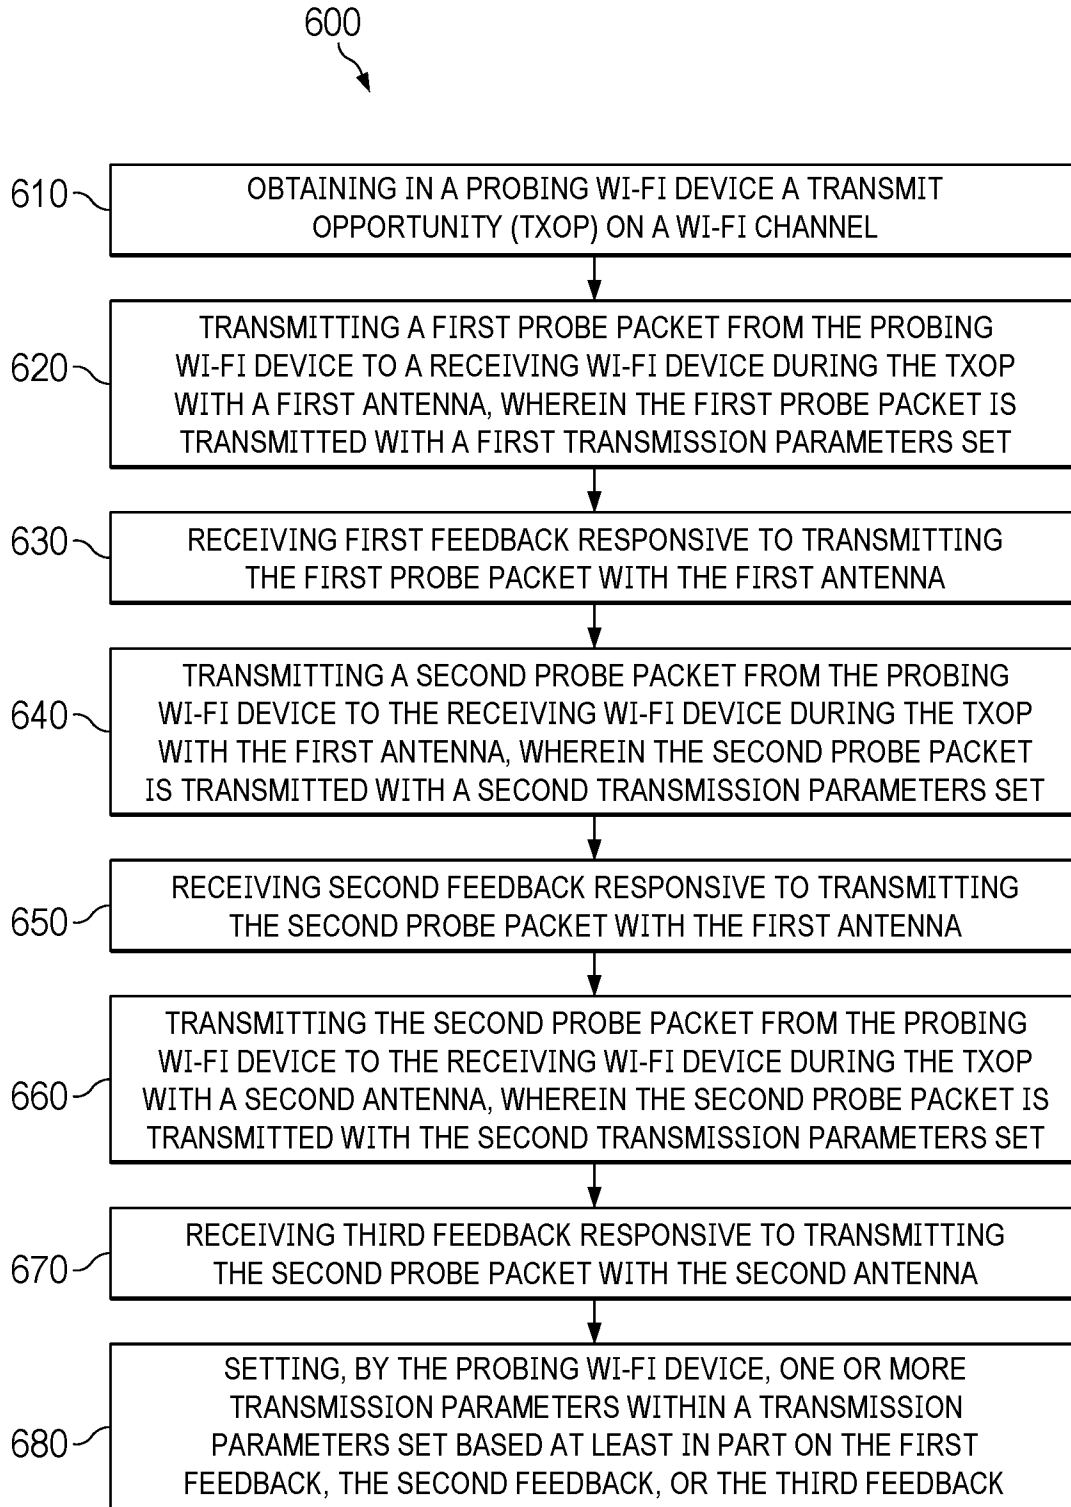 600
610
OBTAINING IN A PROBING WI-FI DEVICE A TRANSMIT
OPPORTUNITY (TXOP) ON A WI-FI CHANNEL
620
TRANSMITTING A FIRST PROBE PACKET FROM THE PROBING
WI-FI DEVICE TO A RECEIVING WI-FI DEVICE DURING THE TXOP
WITH A FIRST ANTENNA, WHEREIN THE FIRST PROBE PACKET IS
TRANSMITTED WITH A FIRST TRANSMISSION PARAMETERS SET
630
RECEIVING FIRST FEEDBACK RESPONSIVE TO TRANSMITTING
THE FIRST PROBE PACKET WITH THE FIRST ANTENNA
640
TRANSMITTING A SECOND PROBE PACKET FROM THE PROBING
WI-FI DEVICE TO THE RECEIVING WI-FI DEVICE DURING THE TXOP
WITH THE FIRST ANTENNA, WHEREIN THE SECOND PROBE PACKET
IS TRANSMITTED WITH A SECOND TRANSMISSION PARAMETERS SET
650
RECEIVING SECOND FEEDBACK RESPONSIVE TO TRANSMITTING
THE SECOND PROBE PACKET WITH THE FIRST ANTENNA
660
TRANSMITTING THE SECOND PROBE PACKET FROM THE PROBING
WI-FI DEVICE TO THE RECEIVING WI-FI DEVICE DURING THE TXOP
WITH A SECOND ANTENNA, WHEREIN THE SECOND PROBE PACKET IS
TRANSMITTED WITH THE SECOND TRANSMISSION PARAMETERS SET
670
RECEIVING THIRD FEEDBACK RESPONSIVE TO TRANSMITTING
THE SECOND PROBE PACKET WITH THE SECOND ANTENNA
680
SETTING, BY THE PROBING WI-FI DEVICE, ONE OR MORE
TRANSMISSION PARAMETERS WITHIN A TRANSMISSION
PARAMETERS SET BASED AT LEAST IN PART ON THE FIRST
FEEDBACK, THE SECOND FEEDBACK, OR THE THIRD FEEDBACK